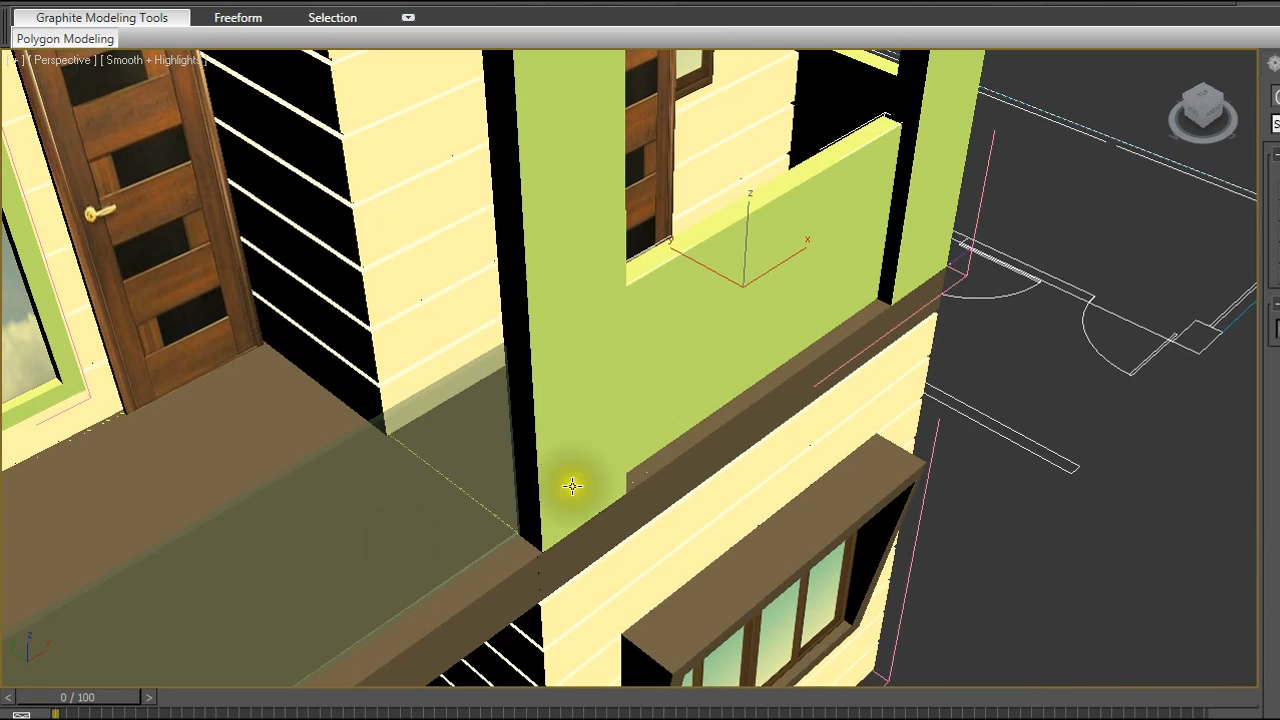 Graphite Modeling Tools Freeform Selection
Polygon Modeling
[ + ] [ Perspective ] [ Smooth + Highlights ]
z
x
y
z
x
< 0 / 100 >